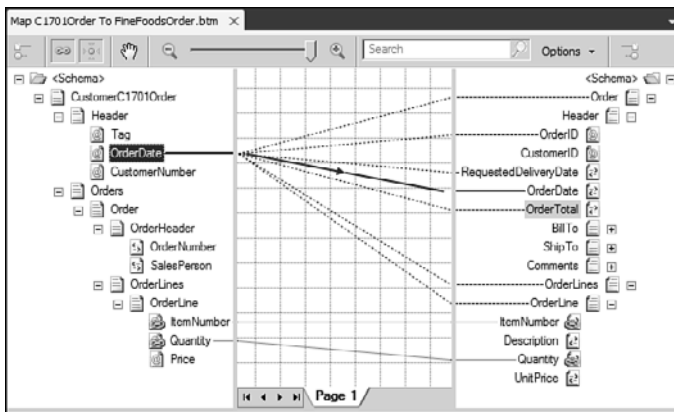 Map C1701Order To FineFoodsOrder.btm
Search
Options
<Schema>
CustomerC1701Order
Header
Tag
OrderDate
CustomerNumber
Orders
Order
OrderHeader
OrderNumber
SalesPerson
OrderLines
OrderLine
ItemNumber
Quantity
Price
<Schema>
Order
Header
OrderID
CustomerID
RequestedDeliveryDate
OrderDate
OrderTotal
BillTo
ShipTo
Comments
OrderLines
OrderLine
ItemNumber
Description
Quantity
UnitPrice
Page 1